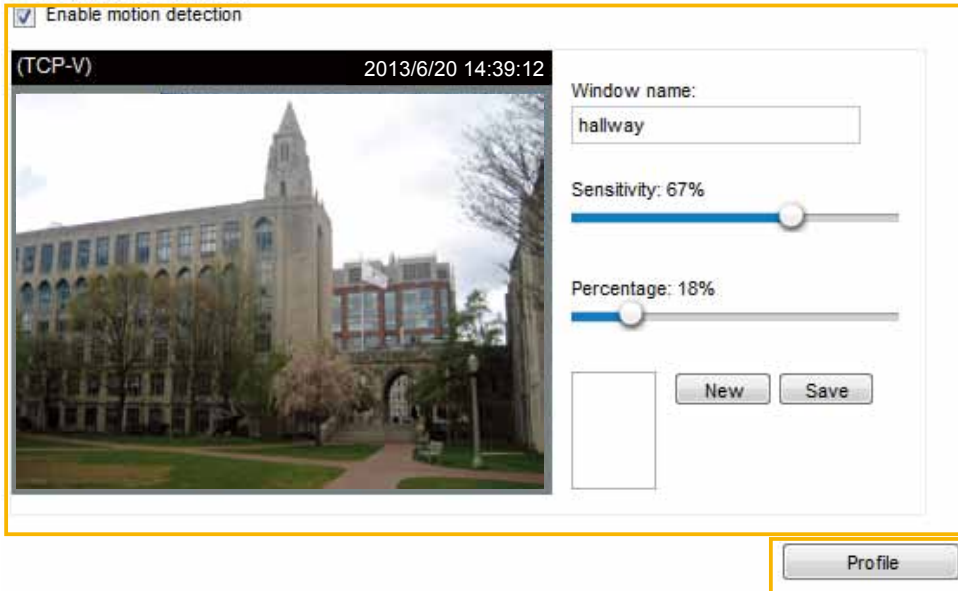 Enable motion detection
(TCP-V) 2013/6/20 14:39:12
Window name:
hallway
Sensitivity: 67%
Percentage: 18%
New Save
Profile